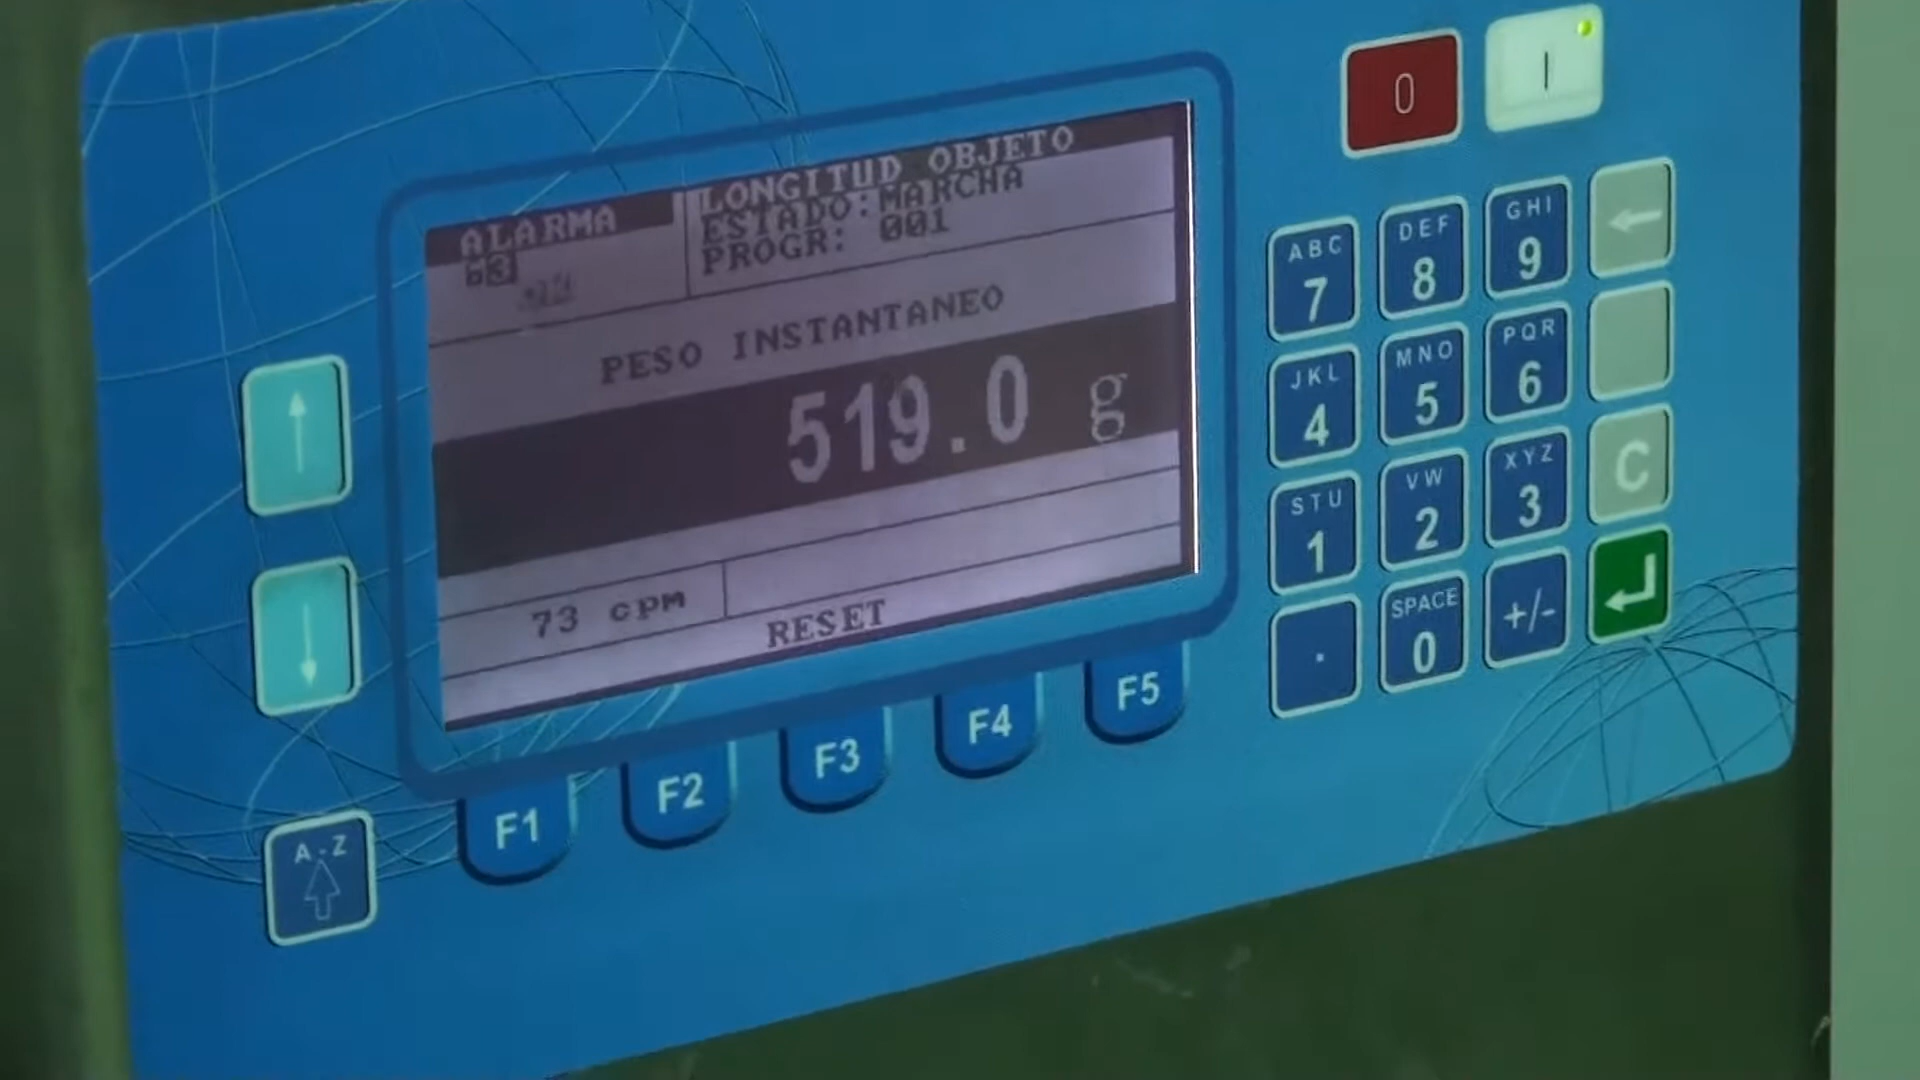 LONGITUD OBJETO
ALARMA
ESTADO: MARCHA
63
PROGR: 001
PESO INSTANTANEO
519.0 g
73 cpm
RESET
F1 F2 F3 F4 F5
A-Z
0 I
ABC 7
DEF 8
GHI 9
JKL 4
MNO 5
PQR 6
C
STU 1
VW 2
XYZ 3
.
SPACE 0
+/-